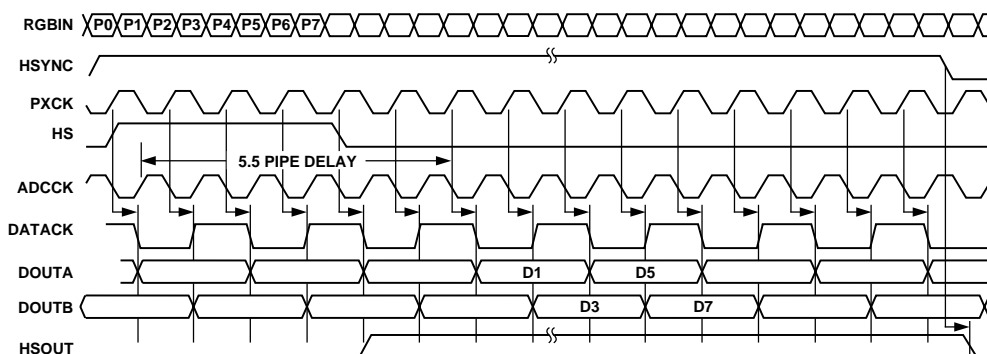 RGBIN P0 P1 P2 P3 P4 P5 P6 P7
HSYNC
PXCK
HS
5.5 PIPE DELAY
ADCCK
DATACK
DOUTA D1 D5
DOUTB D3 D7
HSOUT